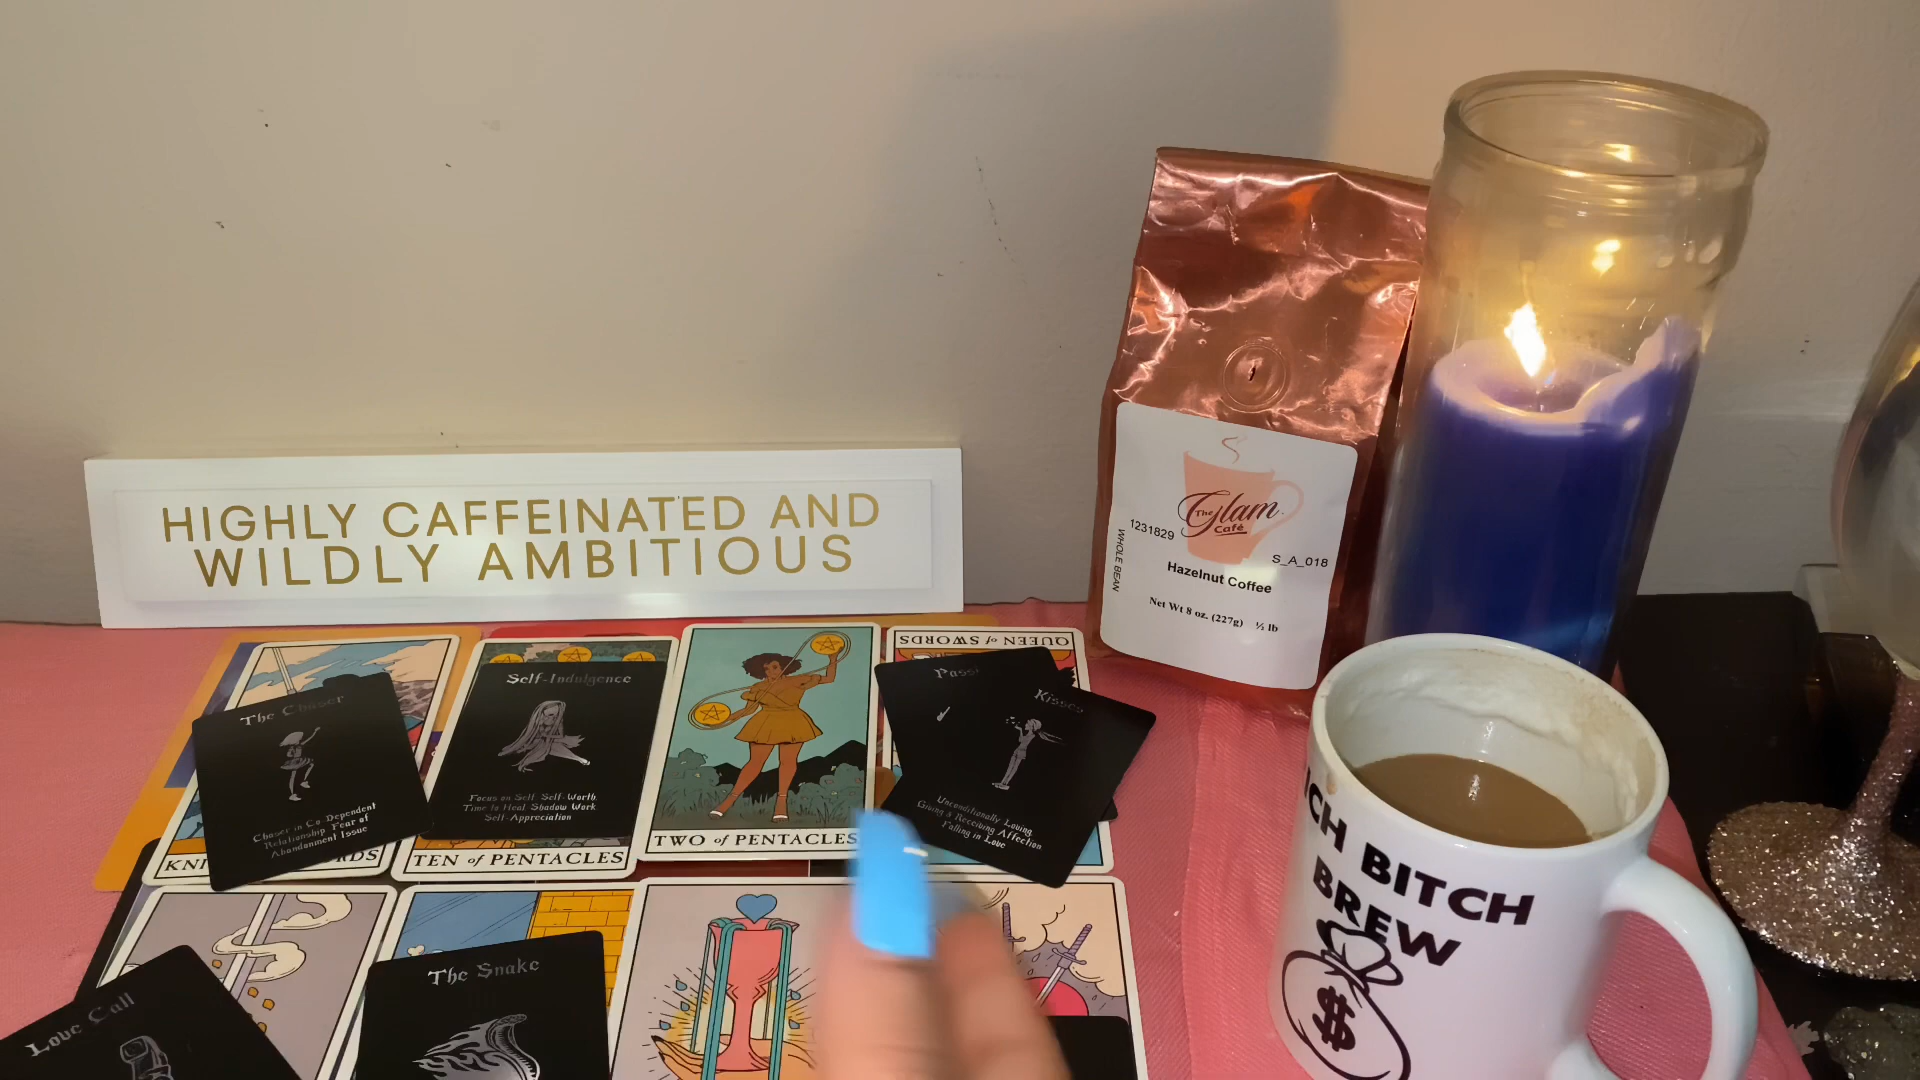 HIGHLY CAFFEINATED AND
WILDLY AMBITIOUS
The Glam
Café
1231829
S_A_018
WHOLE BEAN
Hazelnut Coffee
Net Wt 8 oz. (227g) ½ lb
QUEEN of SWORDS
The Chaser
Chaser in Co Dependent
Relationship Fear of
Abandonment Issue
Self-Indulgence
Focus on Self Self-Worth,
Time to Heal Shadow Work,
Self-Appreciation
TEN of PENTACLES
TWO of PENTACLES
Kisses
Unconditionally Loving,
Giving & Receiving Affection
Falling in Love
Love Call
The Snake
BITCH
BREW
$